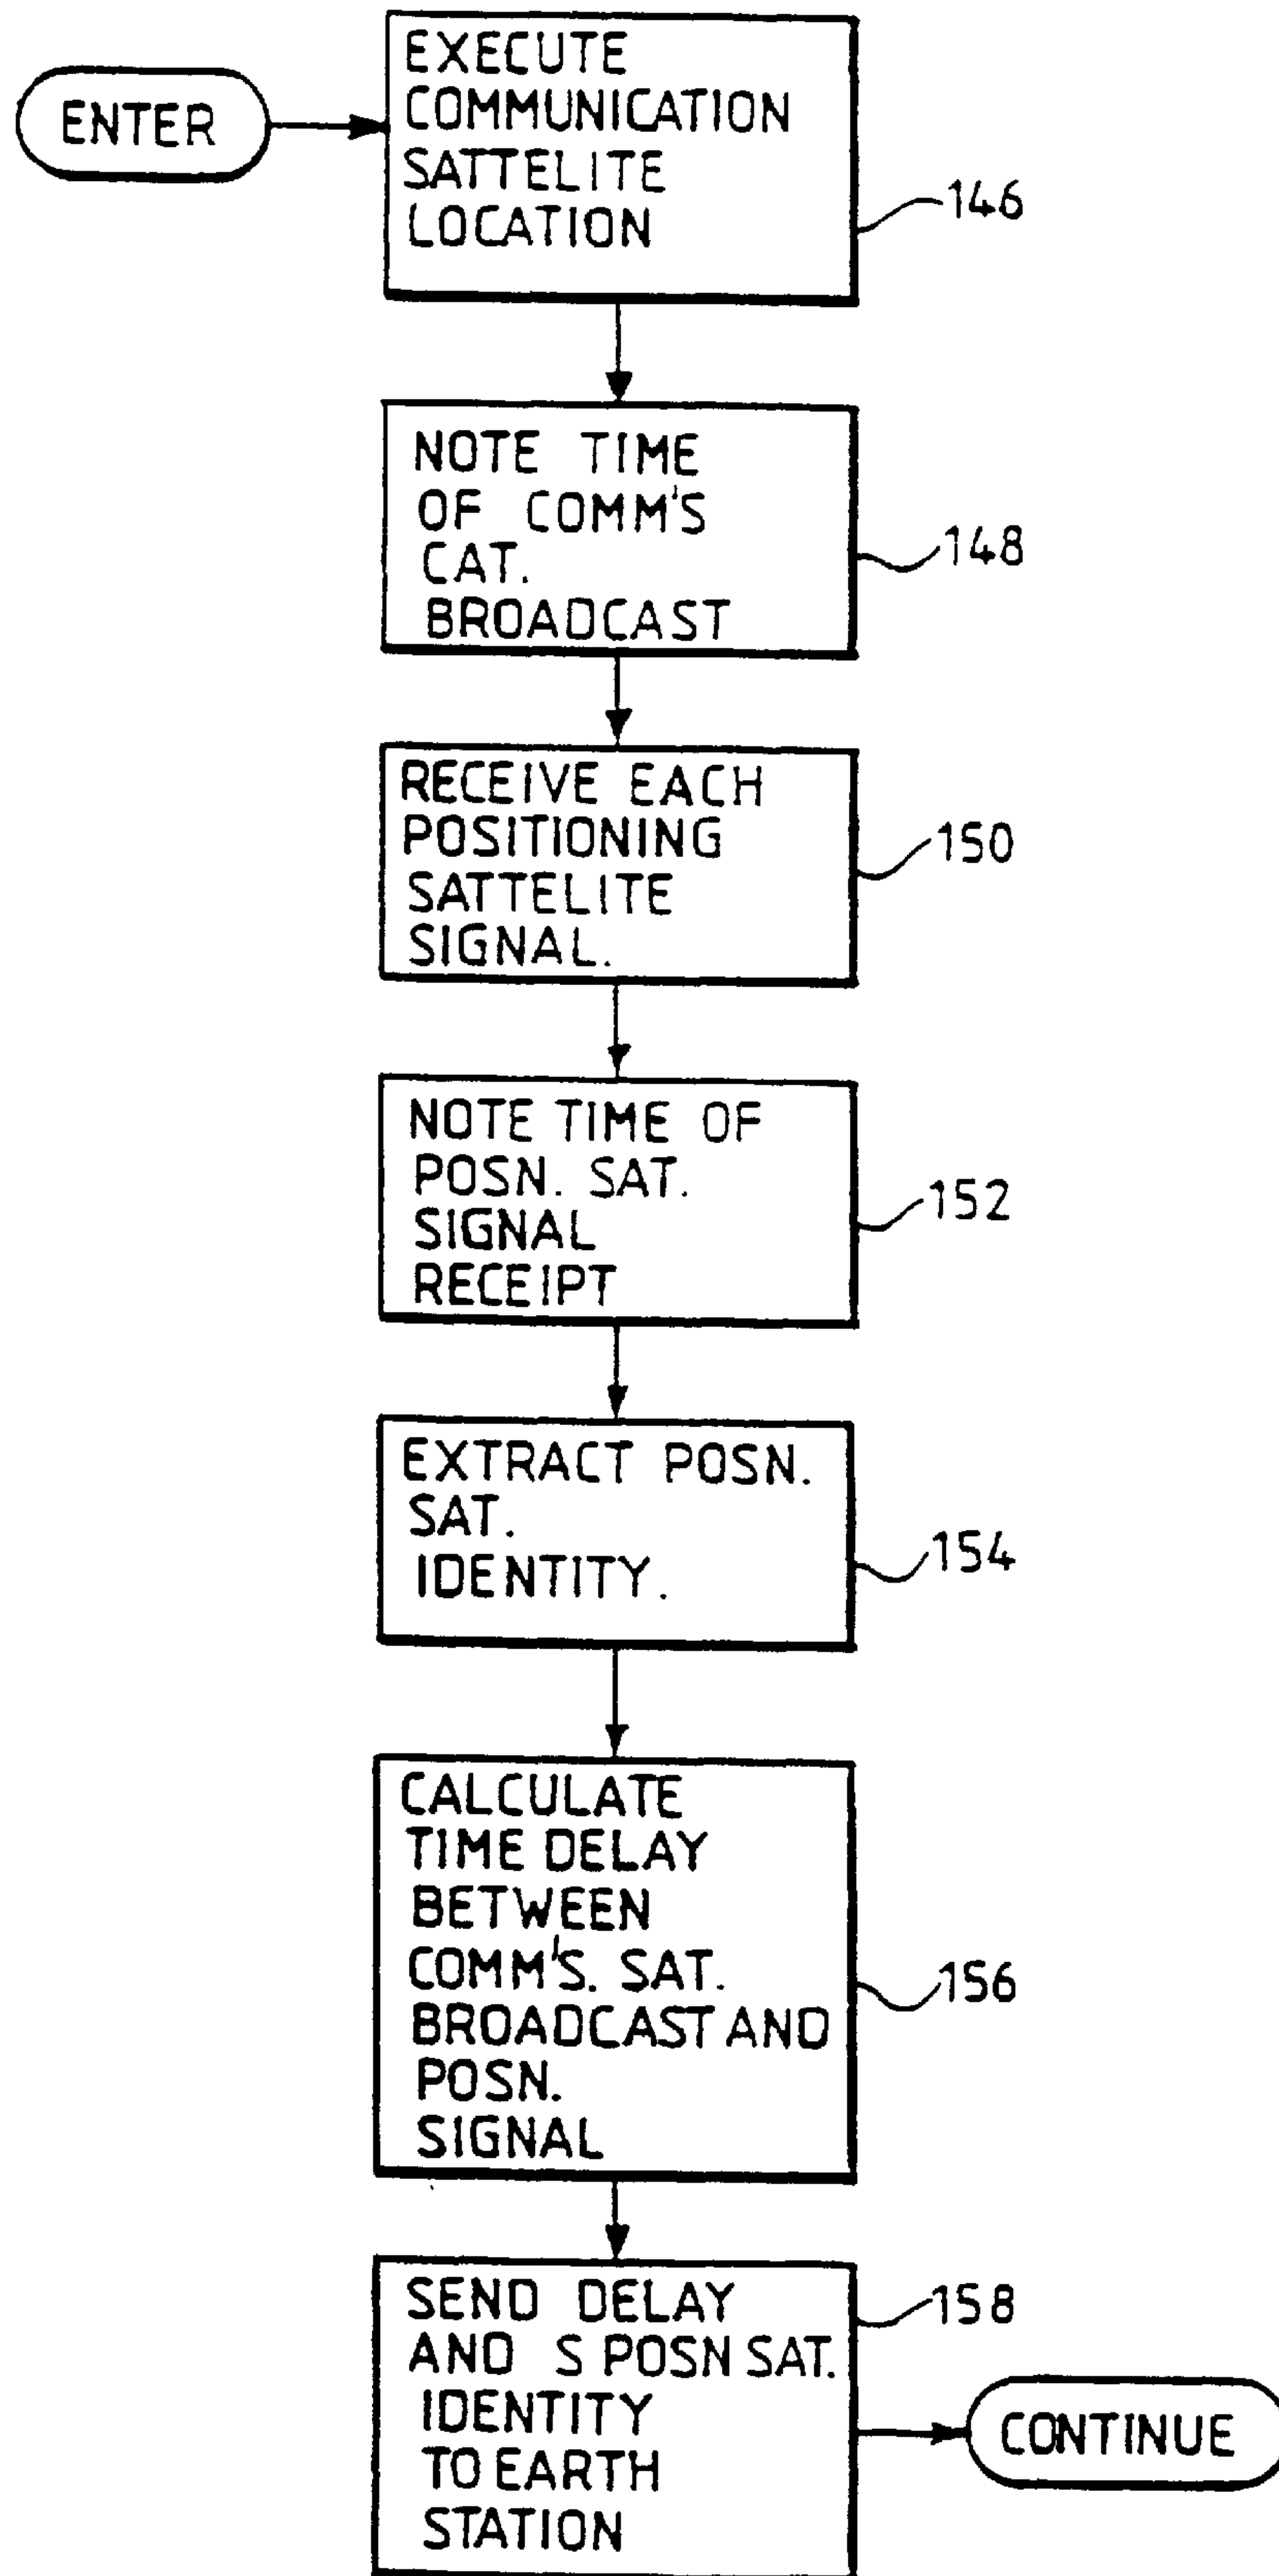 ENTER
EXECUTE
COMMUNICATION
SATTELITE
LOCATION
146
NOTE TIME
OF COMM'S
CAT.
BROADCAST
148
RECEIVE EACH
POSITIONING
SATTELITE
SIGNAL.
150
NOTE TIME OF
POSN. SAT.
SIGNAL
RECEIPT
152
EXTRACT POSN.
SAT.
IDENTITY.
154
CALCULATE
TIME DELAY
BETWEEN
COMM'S. SAT.
BROADCAST AND
POSN.
SIGNAL
156
SEND DELAY
AND S POSN SAT.
IDENTITY
TO EARTH
STATION
158
CONTINUE